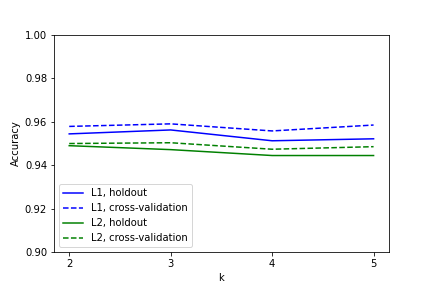 1.00
0.98
0.96
0.94
0.92
0.90
Accuracy
L1, holdout
L1, cross-validation
L2, holdout
L2, cross-validation
2 3 4 5
k